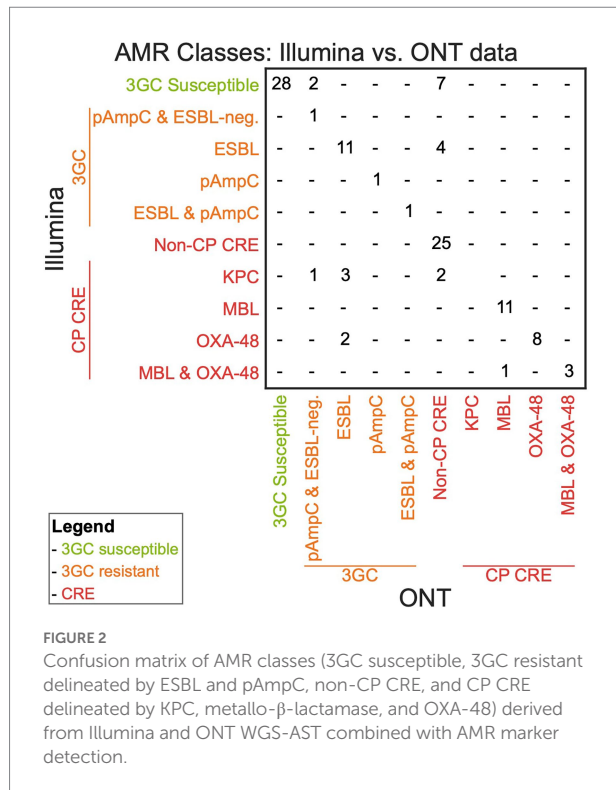 AMR Classes: Illumina vs. ONT data
3GC Susceptible 28 2 - - - 7 - - - -
pAmpC & ESBL-neg. - 1 - - - - - - - -
ESBL - - 11 - - 4 - - - -
pAmpC - - - 1 - - - - - -
ESBL & pAmpC - - - - 1 - - - - -
Non-CP CRE - - - - - 25 - - - -
KPC - 1 3 - - 2 - - -
MBL - - - - - - - 11 - -
OXA-48 - - 2 - - - - - 8 -
MBL & OXA-48 - - - - - - - 1 - 3
Illumina
3GC
CP CRE
3GC Susceptible
pAmpC & ESBL-neg.
ESBL
pAmpC
ESBL & pAmpC
Non-CP CRE
KPC
MBL
OXA-48
MBL & OXA-48
3GC
CP CRE
ONT
Legend
- 3GC susceptible
- 3GC resistant
- CRE
FIGURE 2
Confusion matrix of AMR classes (3GC susceptible, 3GC resistant
delineated by ESBL and pAmpC, non-CP CRE, and CP CRE
delineated by KPC, metallo-β-lactamase, and OXA-48) derived
from Illumina and ONT WGS-AST combined with AMR marker
detection.